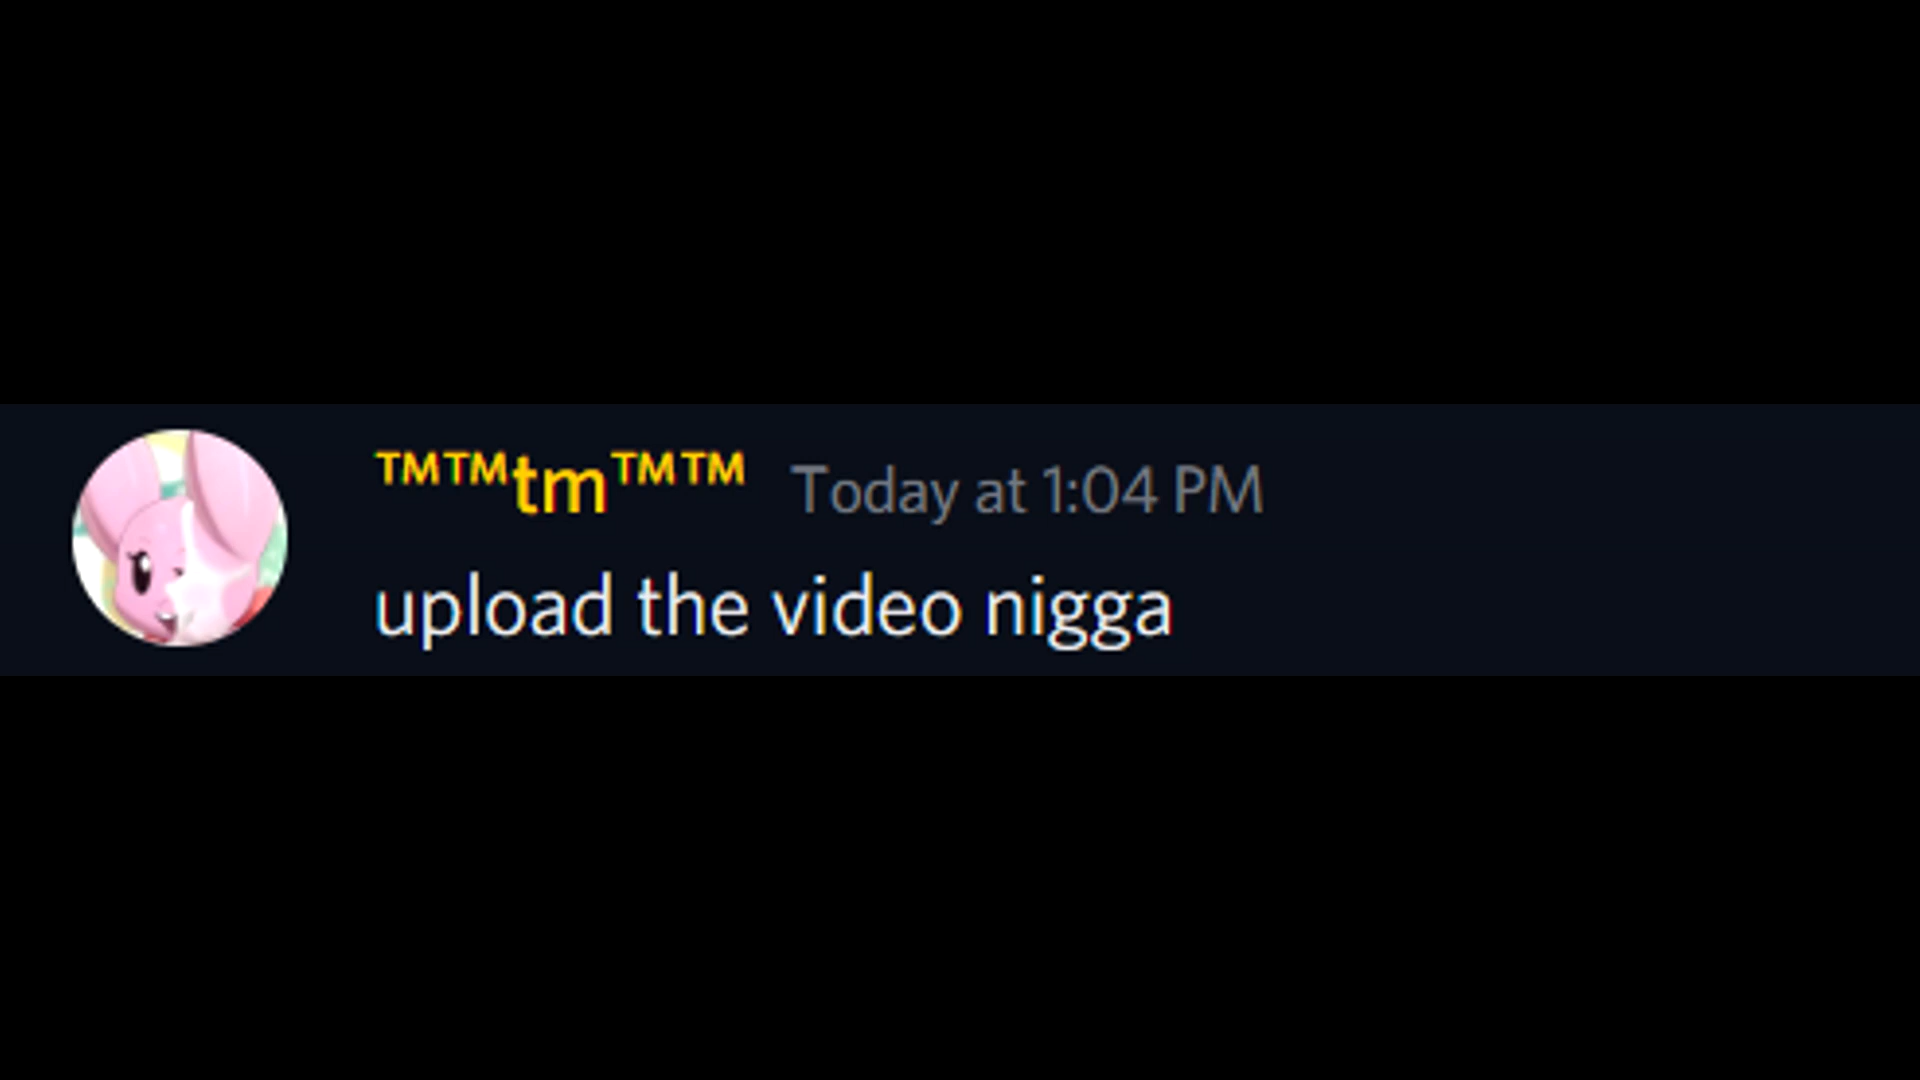 ™™tm™™ Today at 1:04 PM
upload the video nigga